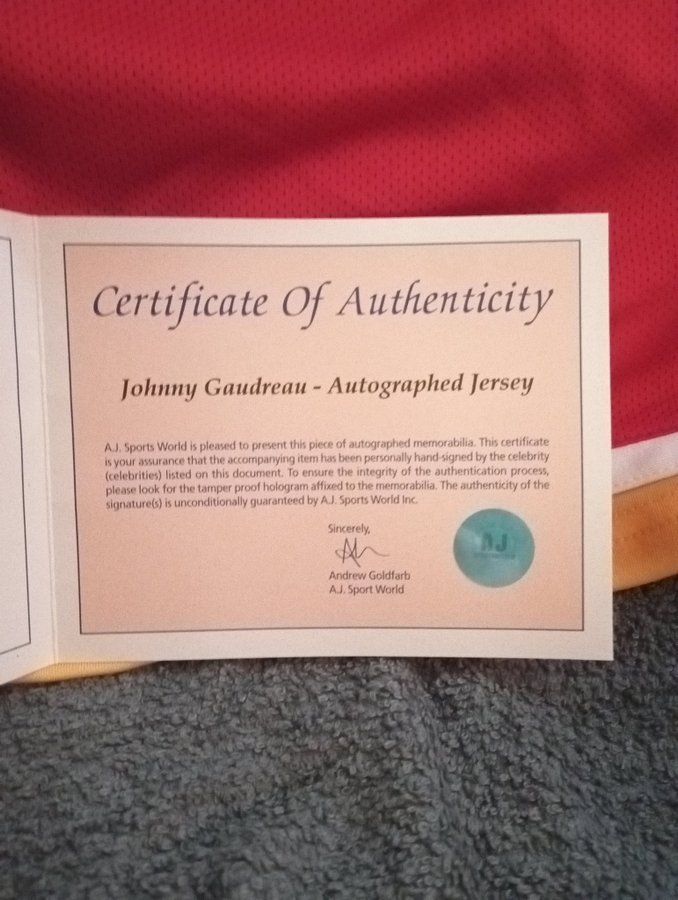 Certificate Of Authenticity
Johnny Gaudreau - Autographed Jersey
A.J. Sports World is pleased to present this piece of autographed memorabilia. This certificate
is your assurance that the accompanying item has been personally hand-signed by the celebrity
(celebrities) listed on this document. To ensure the integrity of the authentication process,
please look for the tamper proof hologram affixed to the memorabilia. The authenticity of the
signature(s) is unconditionally guaranteed by A.J. Sports World Inc.
Sincerely,
Andrew Goldfarb
A.J. Sport World
AJ